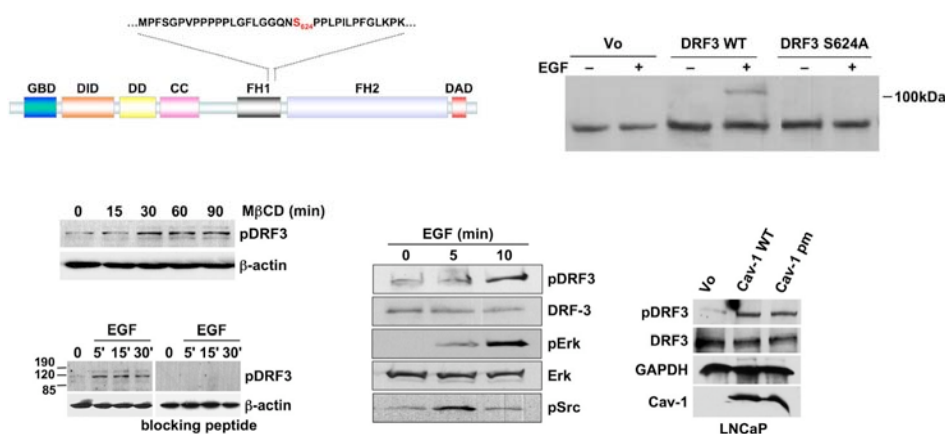 ...MPFSGPVPPPPPPLGFLGGQNS624PPLPILPFGLKPK...
GBD DID DD CC FH1 FH2 DAD
Vo DRF3 WT DRF3 S624A
EGF – + – + – +
100kDa
0 15 30 60 90 MβCD (min)
pDRF3
β-actin
EGF EGF
0 5' 15' 30' 0 5' 15' 30'
190
120
85
pDRF3
β-actin
blocking peptide
EGF (min)
0 5 10
pDRF3
DRF-3
pErk
Erk
pSrc
Vo Cav-1 WT Cav-1 pm
pDRF3
DRF3
GAPDH
Cav-1
LNCaP